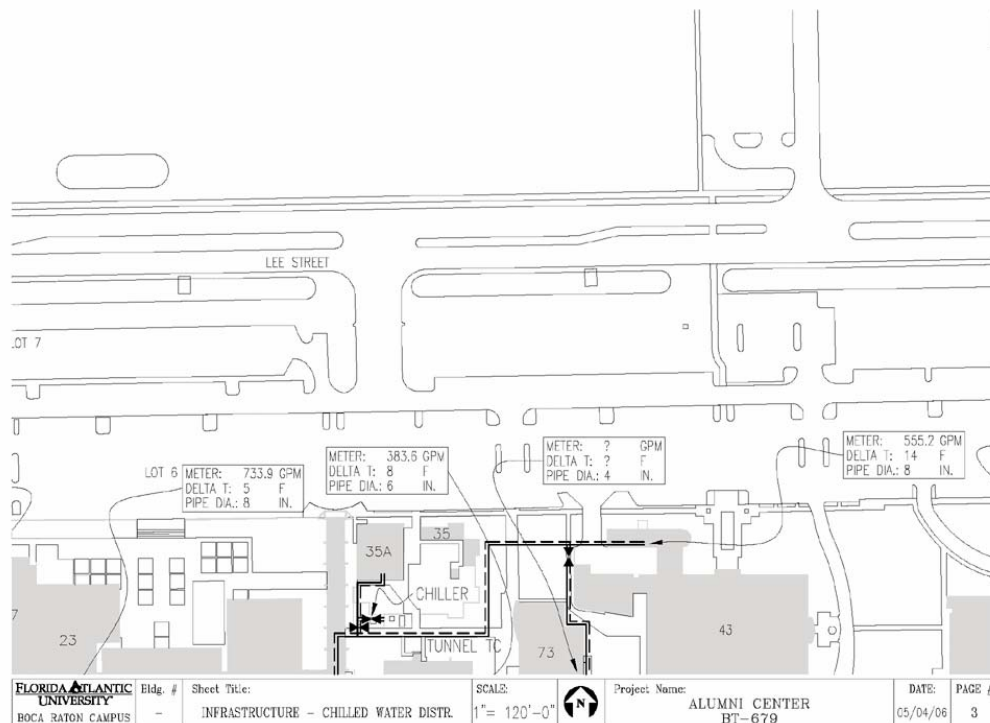 LEE STREET
LOT 7
LOT 6
METER: 733.9 GPM
DELTA T: 5 F
PIPE DIA.: 8 IN.
METER: 383.6 GPM
DELTA T: 8 F
PIPE DIA.: 6 IN.
METER: ? GPM
DELTA T: ? F
PIPE DIA.: 4 IN.
METER: 555.2 GPM
DELTA T: 14 F
PIPE DIA.: 8 IN.
35A
35
CHILLER
TUNNEL TC
7
23
73
43
FLORIDA ATLANTIC
UNIVERSITY
BOCA RATON CAMPUS
Bldg. #
-
Sheet Title:
INFRASTRUCTURE - CHILLED WATER DISTR.
SCALE:
1"= 120'-0"
N
Project Name:
ALUMNI CENTER
BT-679
DATE:
05/04/06
PAGE #
3